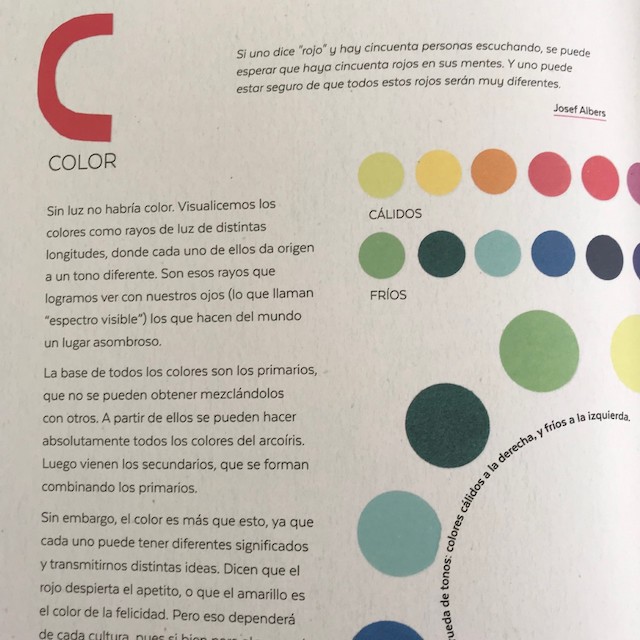 C
COLOR
Si uno dice "rojo" y hay cincuenta personas escuchando, se puede
esperar que haya cincuenta rojos en sus mentes. Y uno puede
estar seguro de que todos estos rojos serán muy diferentes.
Josef Albers
Sin luz no habría color. Visualicemos los
colores como rayos de luz de distintas
longitudes, donde cada uno de ellos da origen
a un tono diferente. Son esos rayos que
logramos ver con nuestros ojos (lo que llaman
“espectro visible”) los que hacen del mundo
un lugar asombroso.
La base de todos los colores son los primarios,
que no se pueden obtener mezclándolos
con otros. A partir de ellos se pueden hacer
absolutamente todos los colores del arcoíris.
Luego vienen los secundarios, que se forman
combinando los primarios.
Sin embargo, el color es más que esto, ya que
cada uno puede tener diferentes significados
y transmitirnos distintas ideas. Dicen que el
rojo despierta el apetito, o que el amarillo es
el color de la felicidad. Pero eso dependerá
de cada cultura, pues si bien
CÁLIDOS
FRÍOS
ueda de tonos: colores cálidos a la derecha, y fríos a la izquierda.